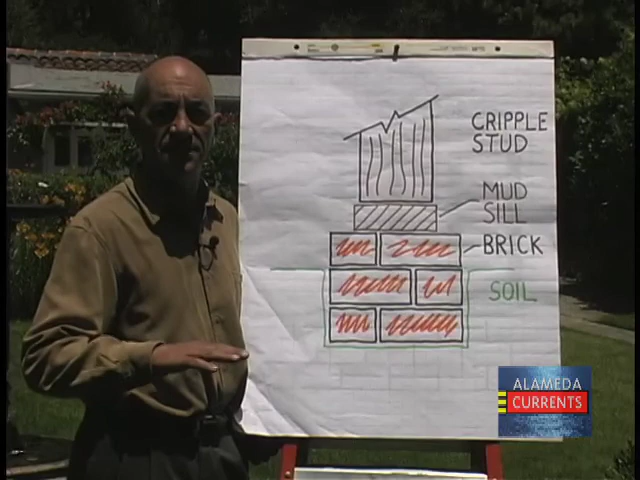 CRIPPLE
STUD
MUD
SILL
BRICK
SOIL
ALAMEDA
CURRENTS